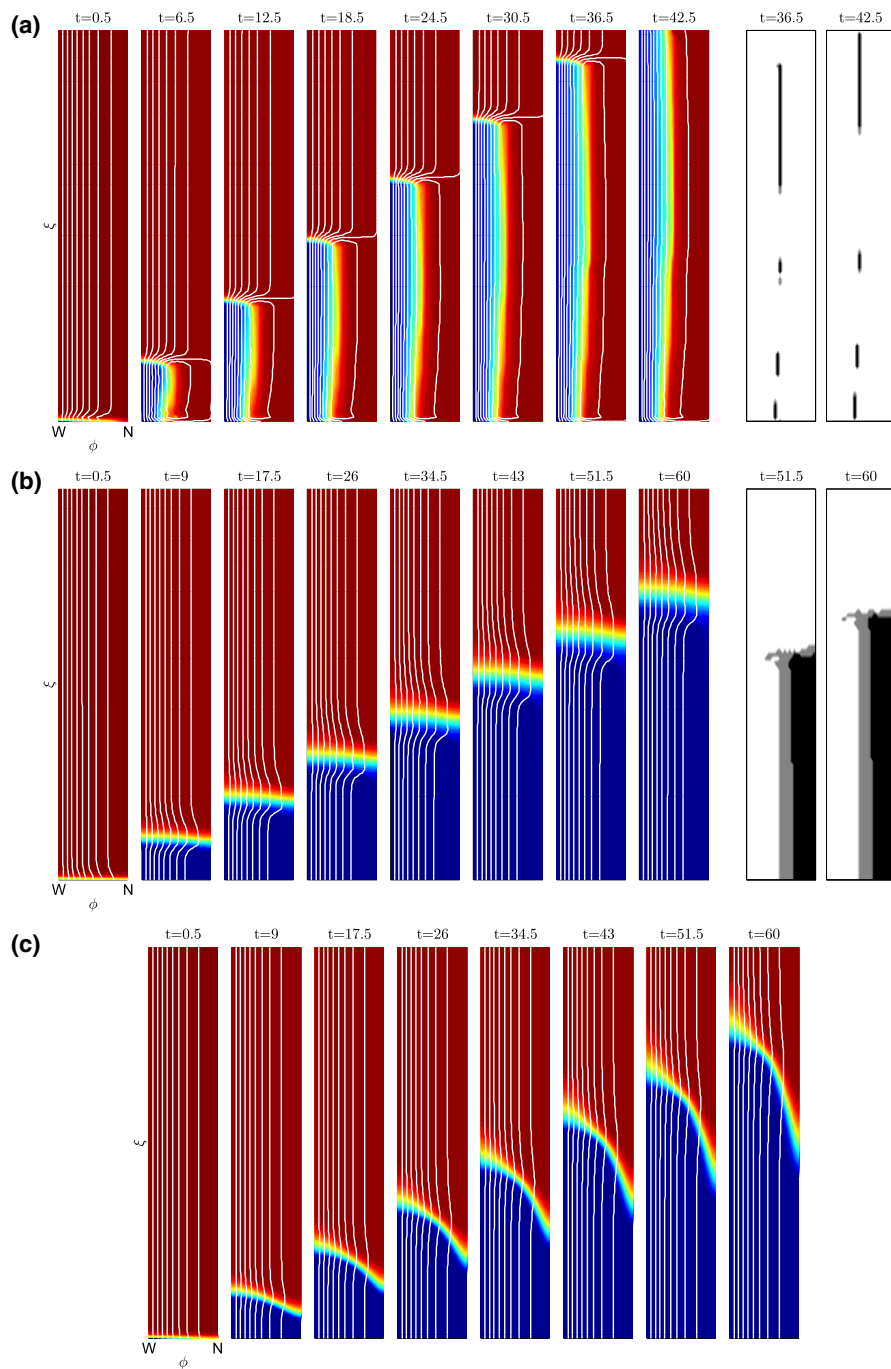 (a)
t=0.5 t=6.5 t=12.5 t=18.5 t=24.5 t=30.5 t=36.5 t=42.5 t=36.5 t=42.5
ξ
W N
ϕ
(b)
t=0.5 t=9 t=17.5 t=26 t=34.5 t=43 t=51.5 t=60 t=51.5 t=60
ξ
W N
ϕ
(c)
t=0.5 t=9 t=17.5 t=26 t=34.5 t=43 t=51.5 t=60
ξ
W N
ϕ